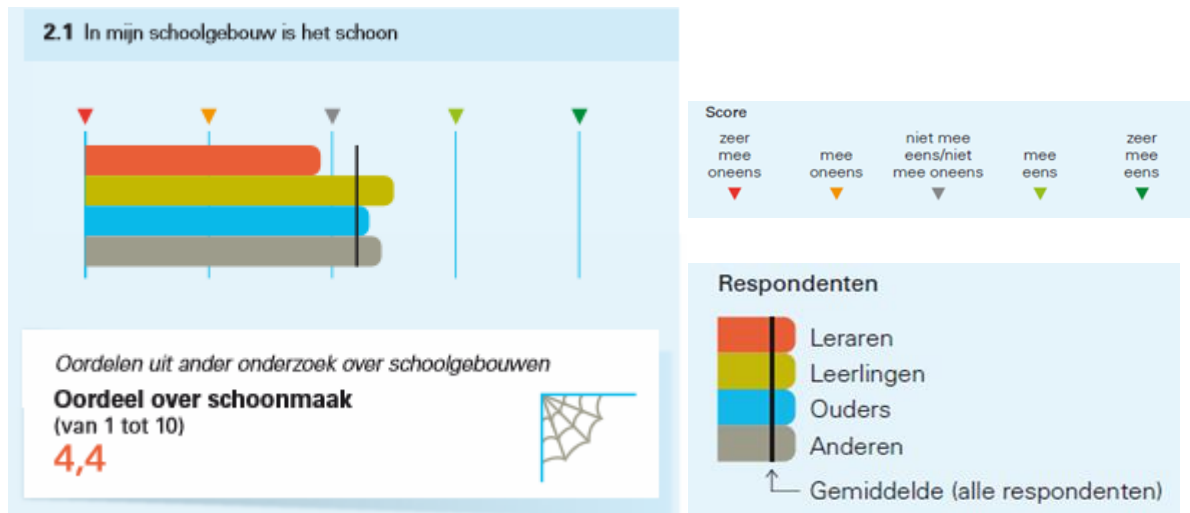 2.1 In mijn schoolgebouw is het schoon
Oordelen uit ander onderzoek over schoolgebouwen
Oordeel over schoonmaak
(van 1 tot 10)
4,4
Score
zeer
mee
oneens
mee
oneens
niet mee
eens/niet
mee oneens
mee
eens
zeer
mee
eens
Respondenten
Leraren
Leerlingen
Ouders
Anderen
Gemiddelde (alle respondenten)